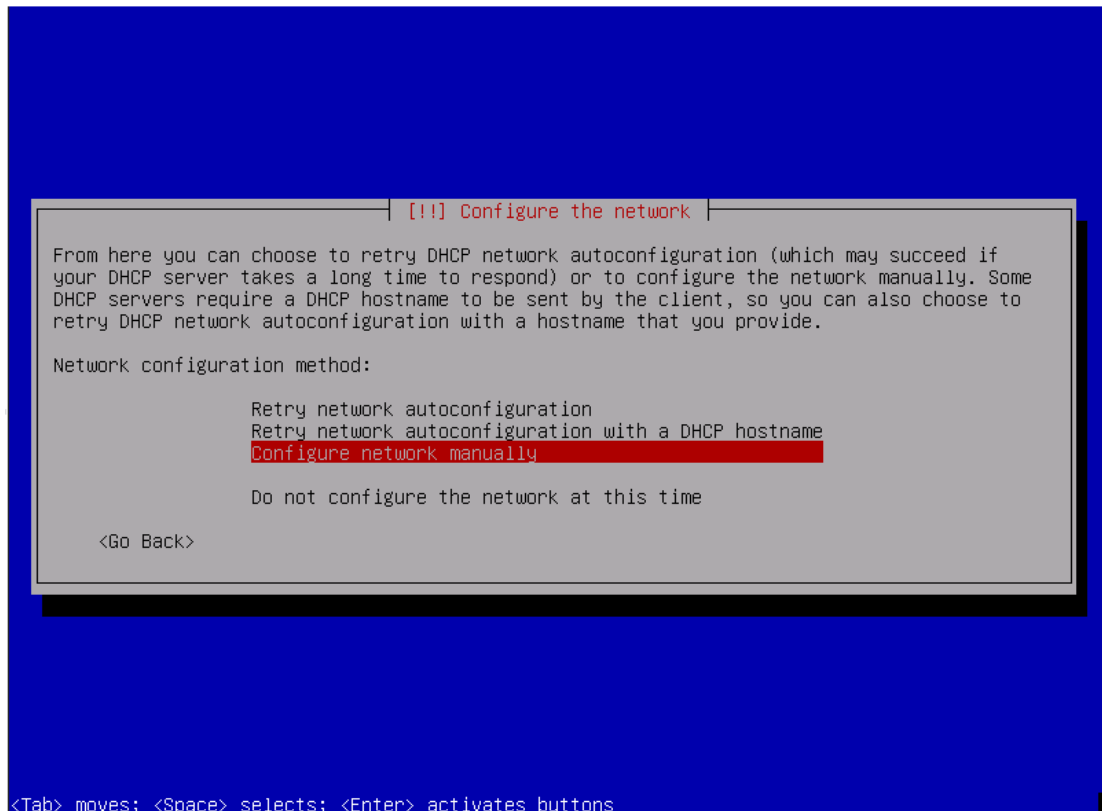 [!!] Configure the network
From here you can choose to retry DHCP network autoconfiguration (which may succeed if
your DHCP server takes a long time to respond) or to configure the network manually. Some
DHCP servers require a DHCP hostname to be sent by the client, so you can also choose to
retry DHCP network autoconfiguration with a hostname that you provide.
Network configuration method:
Retry network autoconfiguration
Retry network autoconfiguration with a DHCP hostname
Configure network manually
Do not configure the network at this time
<Go Back>
<Tab> moves; <Space> selects; <Enter> activates buttons